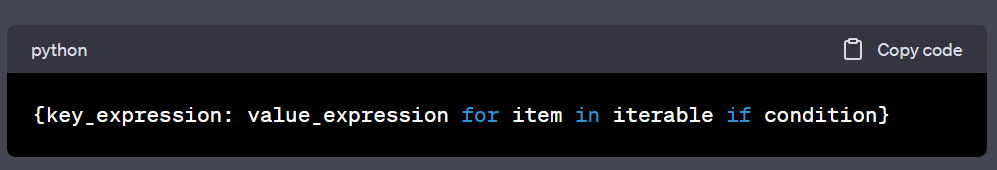 python
Copy code
{key_expression: value_expression for item in iterable if condition}